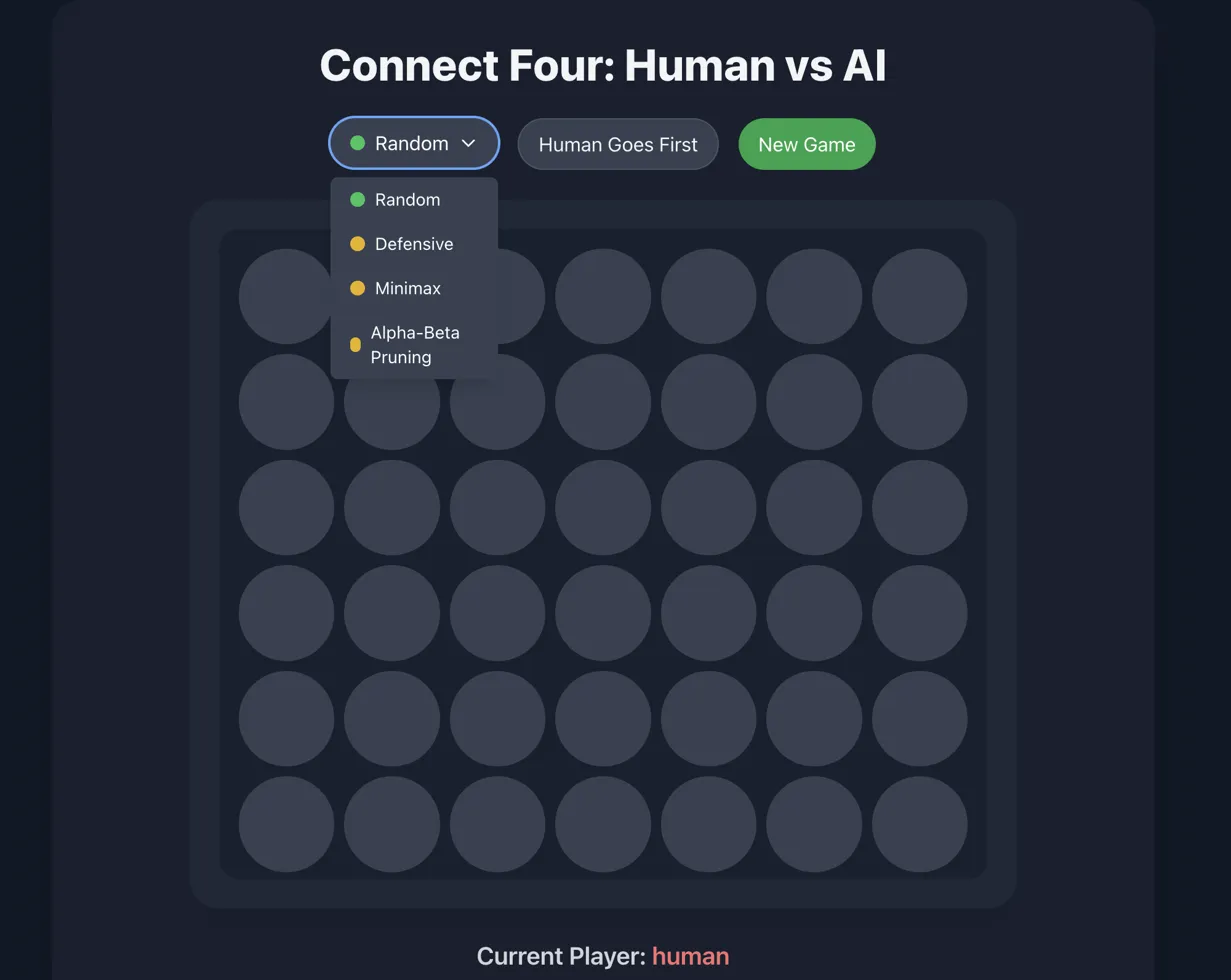 Connect Four: Human vs AI
Random
Human Goes First
New Game
Random
Defensive
Minimax
Alpha-Beta
Pruning
Current Player: human